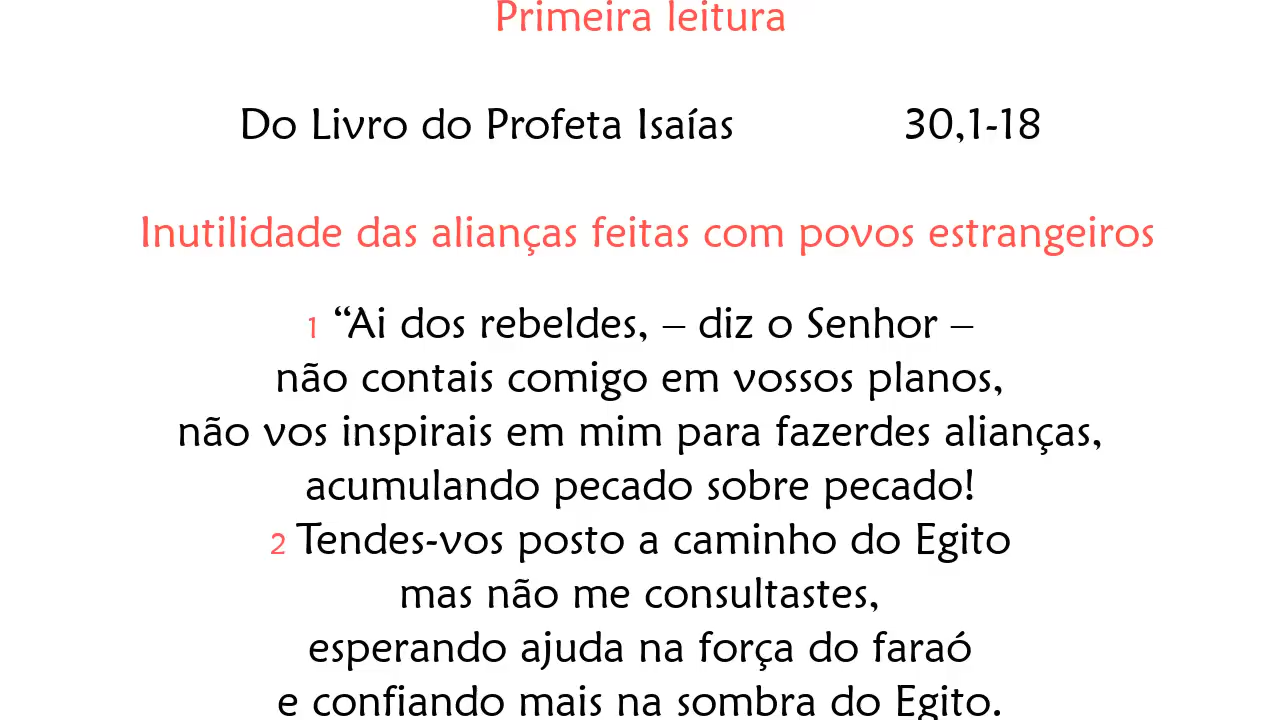 Primeira leitura
Do Livro do Profeta Isaías 30,1-18
Inutilidade das alianças feitas com povos estrangeiros
1 “Ai dos rebeldes, – diz o Senhor –
não contais comigo em vossos planos,
não vos inspirais em mim para fazerdes alianças,
acumulando pecado sobre pecado!
2 Tendes-vos posto a caminho do Egito
mas não me consultastes,
esperando ajuda na força do faraó
e confiando mais na sombra do Egito.